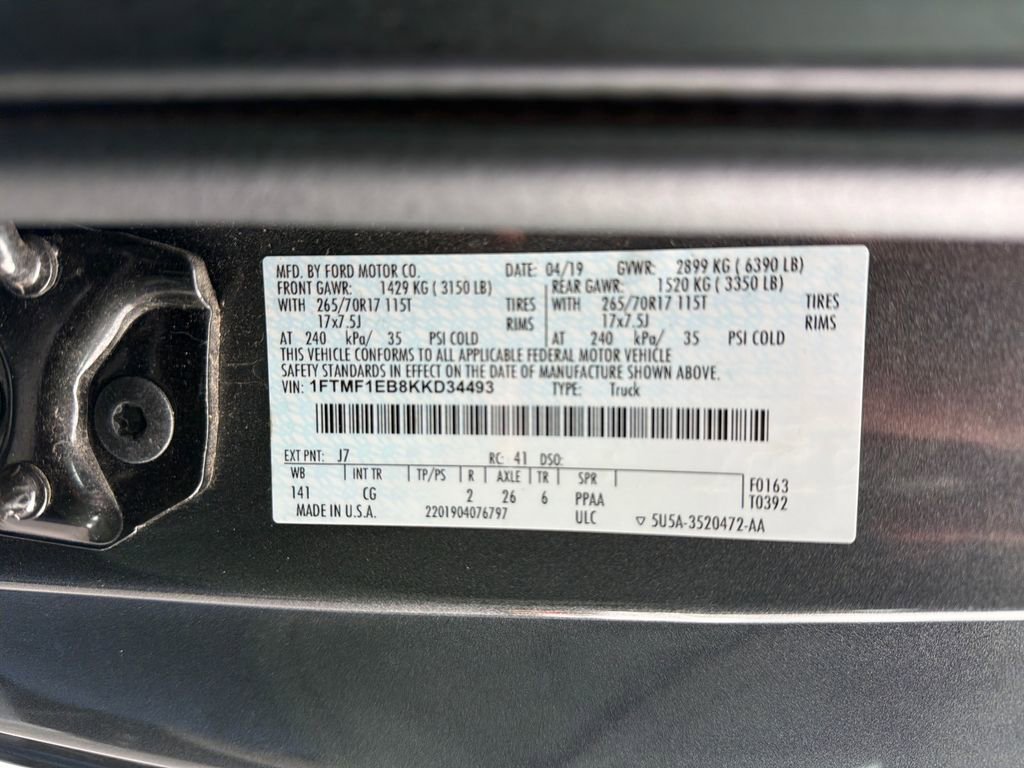 MFD. BY FORD MOTOR CO. DATE: 04/19 GVWR: 2899 KG ( 6390 LB)
FRONT GAWR: 1429 KG ( 3150 LB) REAR GAWR: 1520 KG ( 3350 LB)
WITH 265/70R17 115T TIRES WITH 265/70R17 115T TIRES
17x7.5J RIMS 17x7.5J RIMS
AT 240 kPa/ 35 PSI COLD AT 240 kPa/ 35 PSI COLD
THIS VEHICLE CONFORMS TO ALL APPLICABLE FEDERAL MOTOR VEHICLE
SAFETY STANDARDS IN EFFECT ON THE DATE OF MANUFACTURE SHOWN ABOVE.
VIN: 1FTMF1EB8KKD34493 TYPE: Truck
EXT PNT: J7 RC: 41 DSO:
WB INT TR TP/PS R AXLE TR SPR
141 CG 2 26 6 PPAA F0163
T0392
MADE IN U.S.A. 2201904076797 ULC 5U5A-3520472-AA